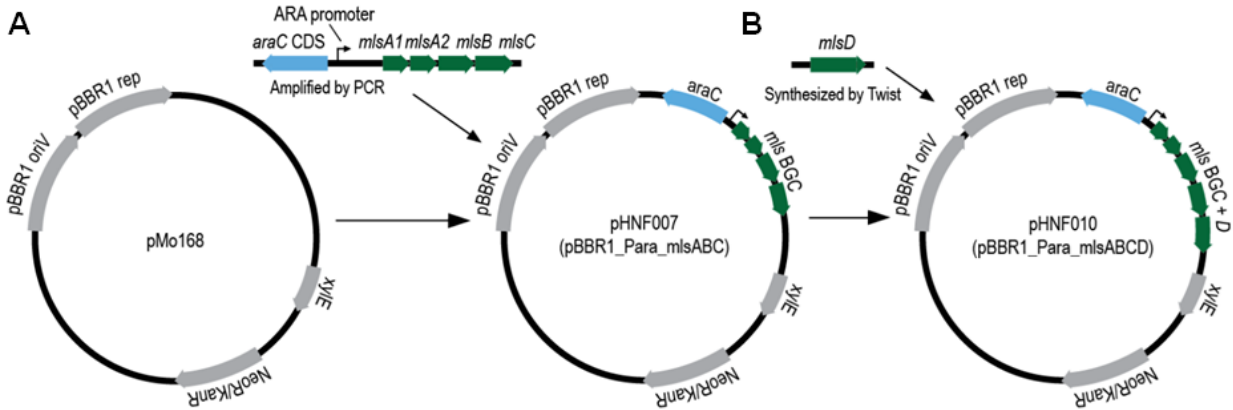 A
ARA promoter
araC CDS
mlsA1 mlsA2 mlsB mlsC
Amplified by PCR
pBBR1 rep
pBBR1 oriV
pMo168
xylE
NeoR/KanR
pBBR1 rep
araC
mls BGC
pBBR1 oriV
pHNF007
(pBBR1_Para_mlsABC)
xylE
NeoR/KanR
B
mlsD
Synthesized by Twist
pBBR1 rep
araC
mls BGC + D
pBBR1 oriV
pHNF010
(pBBR1_Para_mlsABCD)
xylE
NeoR/KanR